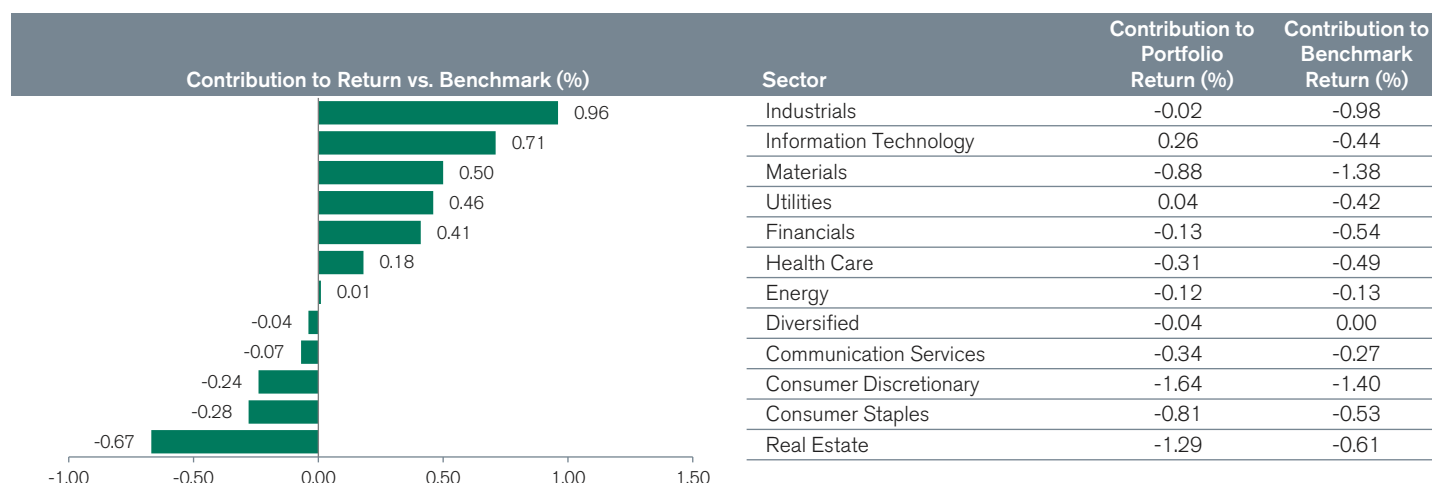 Contribution to Return vs. Benchmark (%)
Sector
Contribution to
Portfolio
Return (%)
Contribution to
Benchmark
Return (%)
0.96
Industrials -0.02 -0.98
0.71
Information Technology 0.26 -0.44
0.50
Materials -0.88 -1.38
0.46
Utilities 0.04 -0.42
0.41
Financials -0.13 -0.54
0.18
Health Care -0.31 -0.49
0.01
Energy -0.12 -0.13
-0.04
Diversified -0.04 0.00
-0.07
Communication Services -0.34 -0.27
-0.24
Consumer Discretionary -1.64 -1.40
-0.28
Consumer Staples -0.81 -0.53
-0.67
Real Estate -1.29 -0.61
-1.00 -0.50 0.00 0.50 1.00 1.50